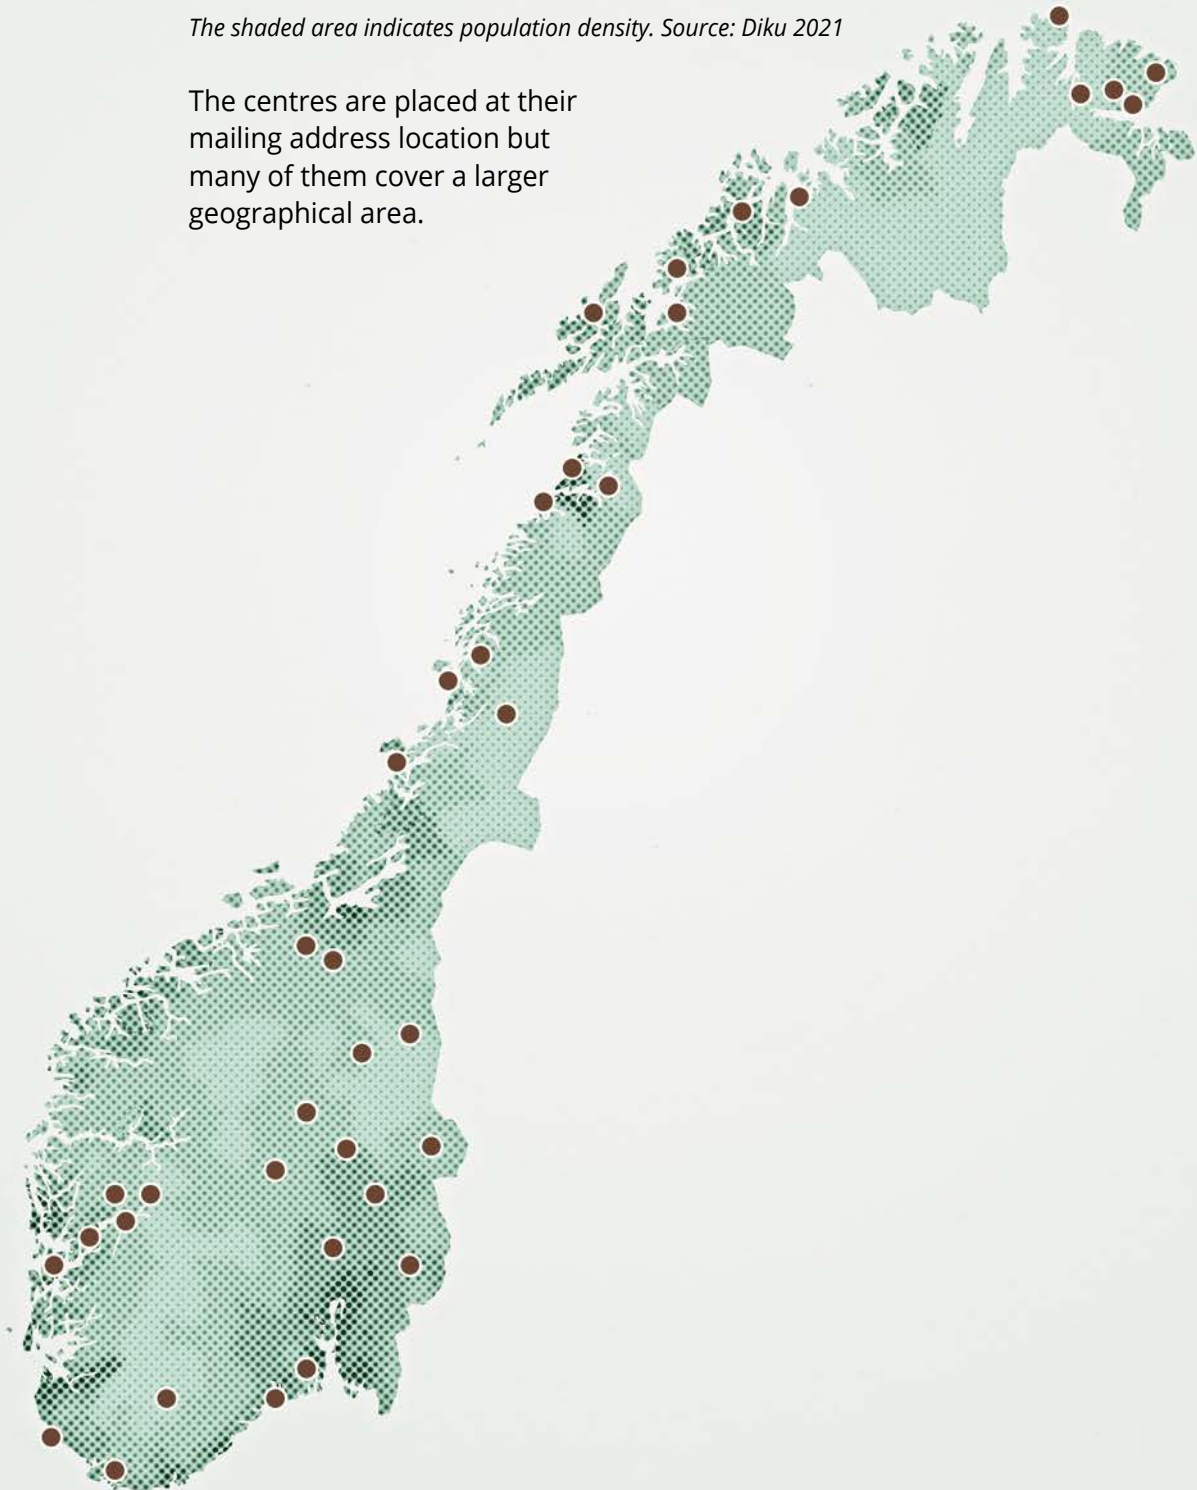 The shaded area indicates population density. Source: Diku 2021
The centres are placed at their
mailing address location but
many of them cover a larger
geographical area.